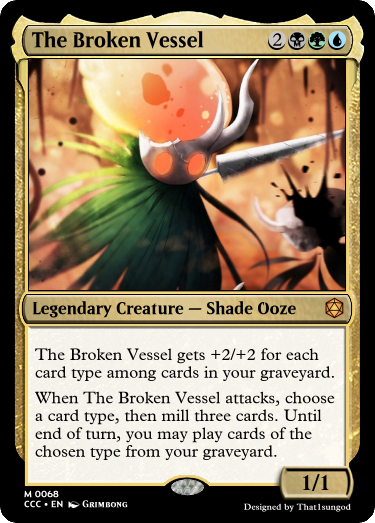 The Broken Vessel 2
Legendary Creature — Shade Ooze
The Broken Vessel gets +2/+2 for each
card type among cards in your graveyard.
When The Broken Vessel attacks, choose
a card type, then mill three cards. Until
end of turn, you may play cards of the
chosen type from your graveyard.
1/1
M 0068
CCC • EN Grimbong
Designed by That1sungod